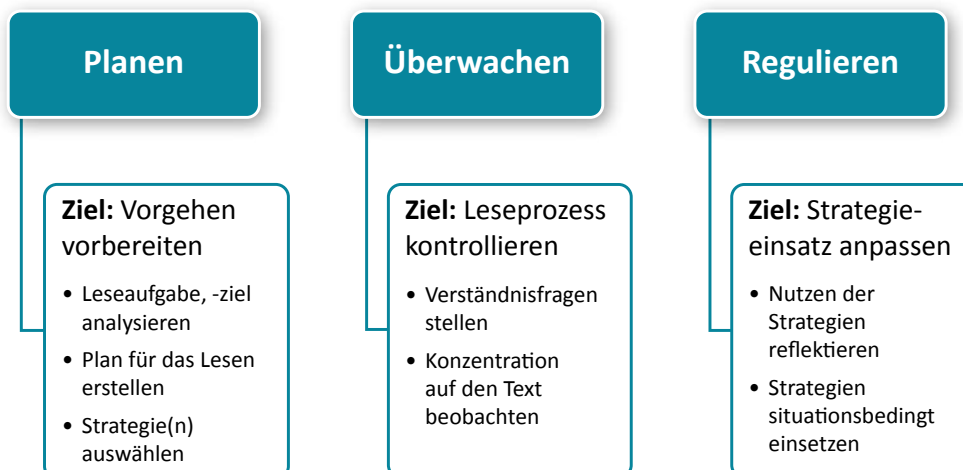 Planen
Ziel: Vorgehen
vorbereiten
• Leseaufgabe, -ziel
analysieren
• Plan für das Lesen
erstellen
• Strategie(n)
auswählen
Überwachen
Ziel: Leseprozess
kontrollieren
• Verständnisfragen
stellen
• Konzentration
auf den Text
beobachten
Regulieren
Ziel: Strategie-
einsatz anpassen
• Nutzen der
Strategien
reflektieren
• Strategien
situationsbedingt
einsetzen